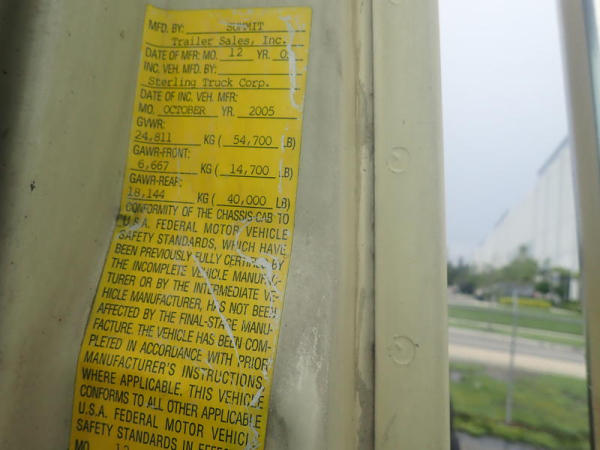 MFD. BY: SUMMIT
Trailer Sales, Inc.
DATE OF MFR: MO. 12 YR. 0
INC. VEH. MFD. BY:
Sterling Truck Corp.
DATE OF INC. VEH. MFR:
MO. OCTOBER YR. 2005
GVWR:
24,811 KG ( 54,700 LB)
GAWR-FRONT:
6,667 KG ( 14,700 LB)
GAWR-REAR:
18,144 KG ( 40,000 LB)
CONFORMITY OF THE CHASSIS-CAB TO
U.S.A. FEDERAL MOTOR VEHICLE
SAFETY STANDARDS, WHICH HAVE
BEEN PREVIOUSLY FULLY CERTIFIED BY
THE INCOMPLETE VEHICLE MANUFAC-
TURER OR BY THE INTERMEDIATE VE-
HICLE MANUFACTURER, HAS NOT BEEN
AFFECTED BY THE FINAL-STAGE MANU-
FACTURE. THE VEHICLE HAS BEEN COM-
PLETED IN ACCORDANCE WITH PRIOR
MANUFACTURER'S INSTRUCTIONS,
WHERE APPLICABLE. THIS VEHICLE
CONFORMS TO ALL OTHER APPLICABLE
U.S.A. FEDERAL MOTOR VEHICLE
SAFETY STANDARDS IN EFFECT
MO. 12